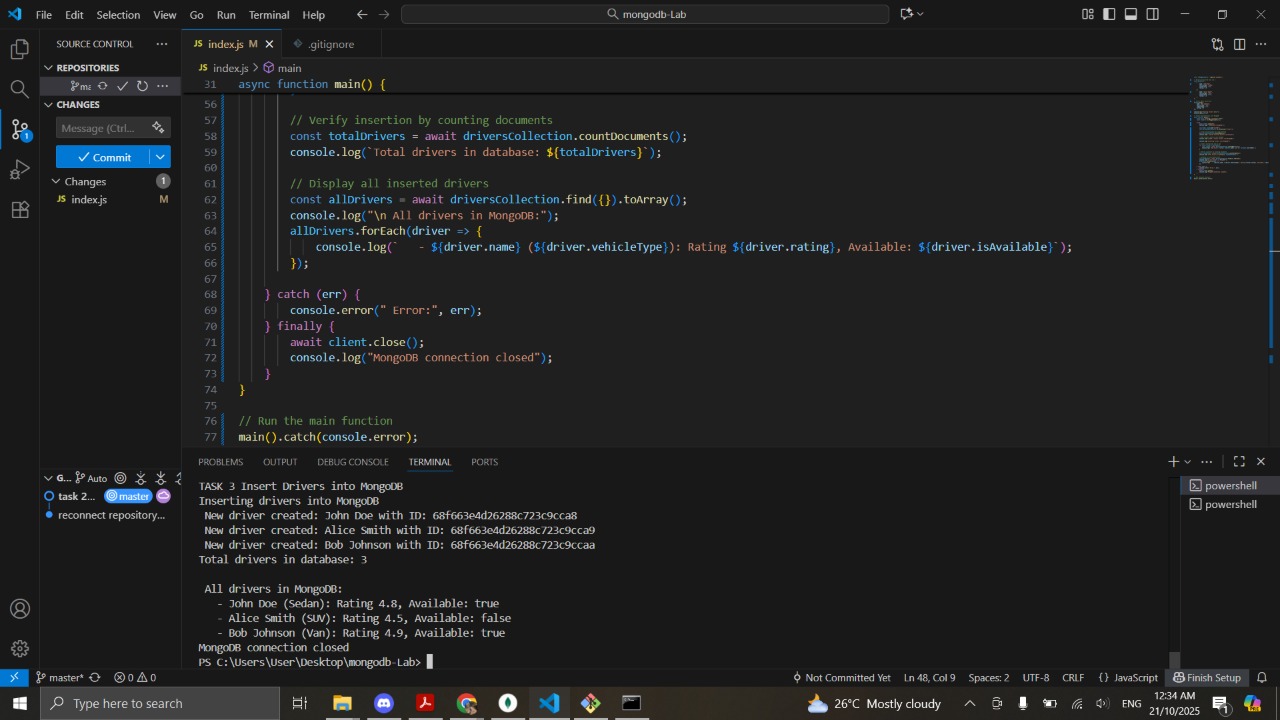 File Edit Selection View Go Run Terminal Help
mongodb-Lab
SOURCE CONTROL
REPOSITORIES
CHANGES
Message (Ctrl...
Commit
Changes 1
index.js M
G... Auto
task 2... master
reconnect repository...
JS index.js M
.gitignore
JS index.js > main
31 async function main() {
56
57 // Verify insertion by counting documents
58 const totalDrivers = await driversCollection.countDocuments();
59 console.log(`Total drivers in database: ${totalDrivers}`);
60
61 // Display all inserted drivers
62 const allDrivers = await driversCollection.find({}).toArray();
63 console.log("\n All drivers in MongoDB:");
64 allDrivers.forEach(driver => {
65 console.log(`   - ${driver.name} (${driver.vehicleType}): Rating ${driver.rating}, Available: ${driver.isAvailable}`);
66 });
67
68 } catch (err) {
69 console.error(" Error:", err);
70 } finally {
71 await client.close();
72 console.log("MongoDB connection closed");
73 }
74 }
75
76 // Run the main function
77 main().catch(console.error);
PROBLEMS OUTPUT DEBUG CONSOLE TERMINAL PORTS
TASK 3 Insert Drivers into MongoDB
Inserting drivers into MongoDB
New driver created: John Doe with ID: 68f663e4d26288c723c9cca8
New driver created: Alice Smith with ID: 68f663e4d26288c723c9cca9
New driver created: Bob Johnson with ID: 68f663e4d26288c723c9ccaa
Total drivers in database: 3
All drivers in MongoDB:
- John Doe (Sedan): Rating 4.8, Available: true
- Alice Smith (SUV): Rating 4.5, Available: false
- Bob Johnson (Van): Rating 4.9, Available: true
MongoDB connection closed
PS C:\Users\User\Desktop\mongodb-Lab>
powershell
powershell
master* 0 0 Not Committed Yet Ln 48, Col 9 Spaces: 2 UTF-8 CRLF {} JavaScript Finish Setup
Type here to search
26°C Mostly cloudy
ENG
12:34 AM
21/10/2025